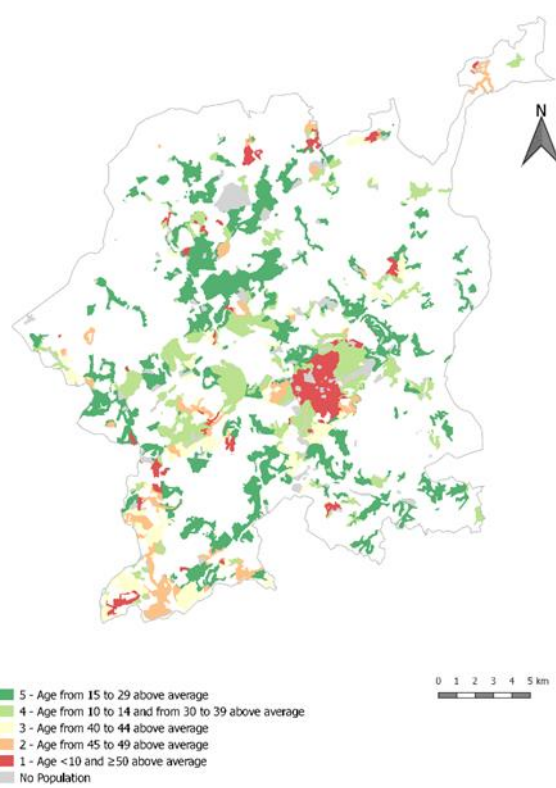 N
5 - Age from 15 to 29 above average
4 - Age from 10 to 14 and from 30 to 39 above average
3 - Age from 40 to 44 above average
2 - Age from 45 to 49 above average
1 - Age <10 and ≥50 above average
No Population
0 1 2 3 4 5 km